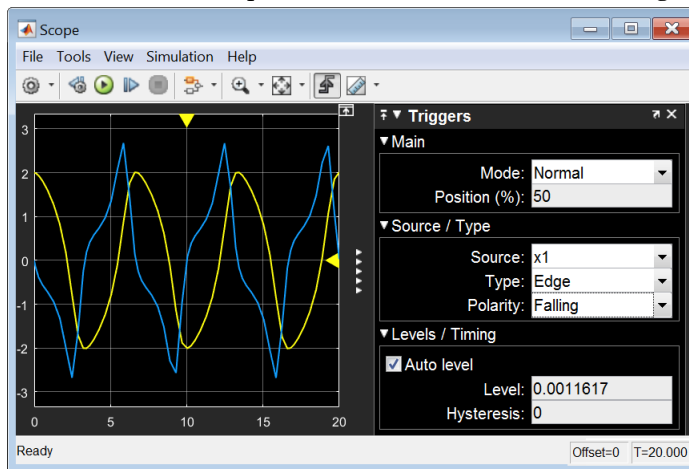 Scope
File Tools View Simulation Help
Triggers
Main
Mode: Normal
Position (%): 50
Source / Type
Source: x1
Type: Edge
Polarity: Falling
Levels / Timing
Auto level
Level: 0.0011617
Hysteresis: 0
3
2
1
0
-1
-2
-3
0 5 10 15 20
Ready
Offset=0 T=20.000